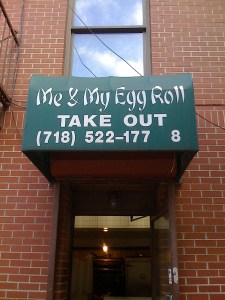 Me & My Egg Roll
TAKE OUT
(718) 522-177 8